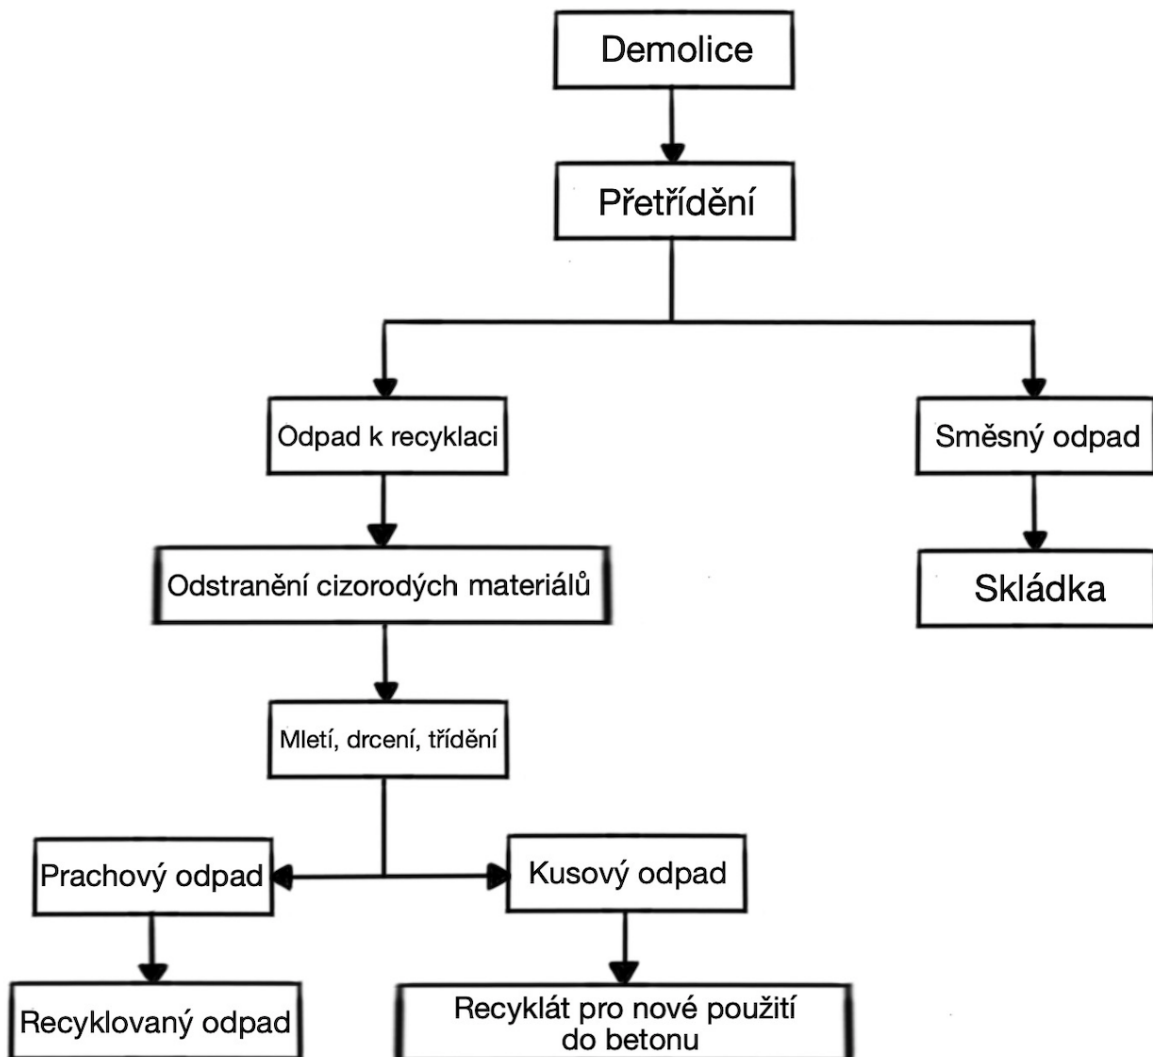 Demolice
Přetřídění
Odpad k recyklaci
Směsný odpad
Odstranění cizorodých materiálů
Skládka
Mletí, drcení, třídění
Prachový odpad
Kusový odpad
Recyklovaný odpad
Recyklát pro nové použití
do betonu